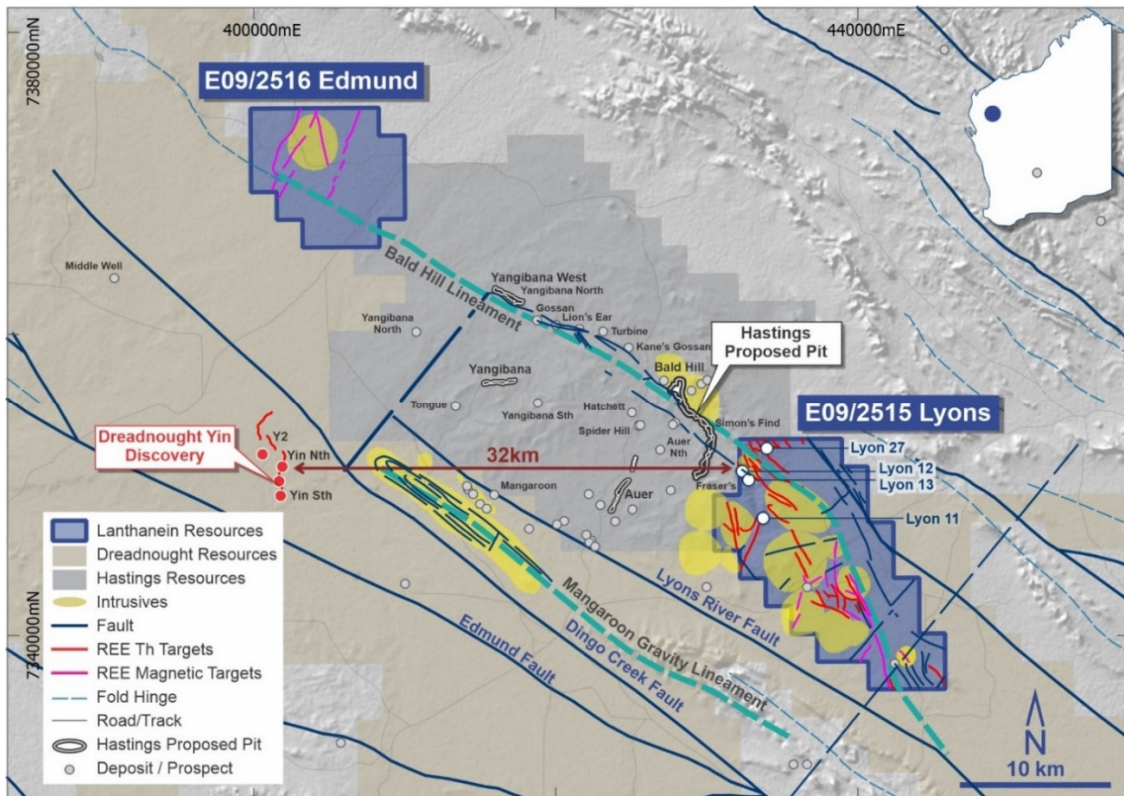 400000mE
440000mE
7380000mN
7340000mN
E09/2516 Edmund
Bald Hill Lineament
Middle Well
Yangibana West
Yangibana North
Gossan
Lion's Ear
Yangibana
North
Turbine
Kane's Gossan
Hastings
Proposed Pit
Bald Hill
Yangibana
Tongue
Yangibana Sth
Hatchett
Spider Hill
Simon's Find
Auer
Nth
E09/2515 Lyons
Lyon 27
Lyon 12
Lyon 13
Lyon 11
Y2
Yin Nth
Yin Sth
Dreadnought Yin
Discovery
32km
Mangaroon
Auer
Fraser's
Lyons River Fault
Mangaroon Gravity Lineament
Dingo Creek Fault
Edmund Fault
Lanthanein Resources
Dreadnought Resources
Hastings Resources
Intrusives
Fault
REE Th Targets
REE Magnetic Targets
Fold Hinge
Road/Track
Hastings Proposed Pit
Deposit / Prospect
N
10 km